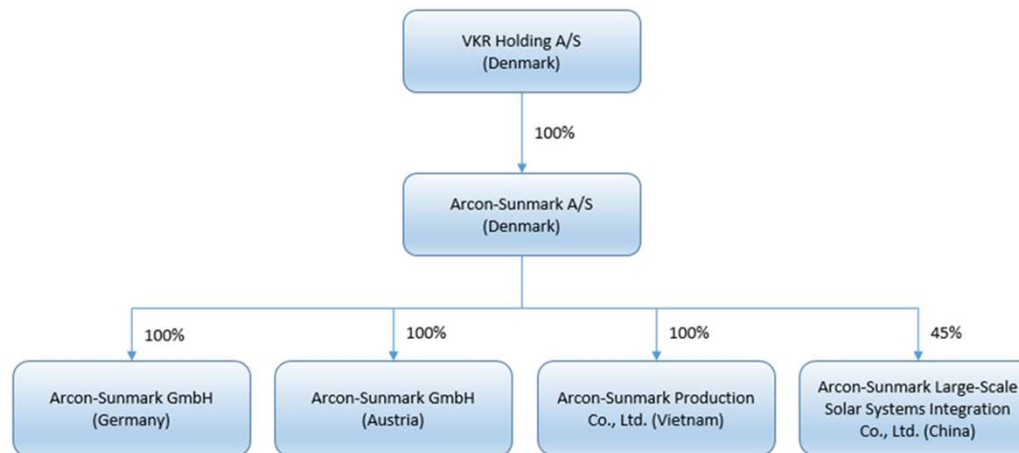 VKR Holding A/S
(Denmark)
100%
Arcon-Sunmark A/S
(Denmark)
100%
100%
100%
45%
Arcon-Sunmark GmbH
(Germany)
Arcon-Sunmark GmbH
(Austria)
Arcon-Sunmark Production
Co., Ltd. (Vietnam)
Arcon-Sunmark Large-Scale
Solar Systems Integration
Co., Ltd. (China)